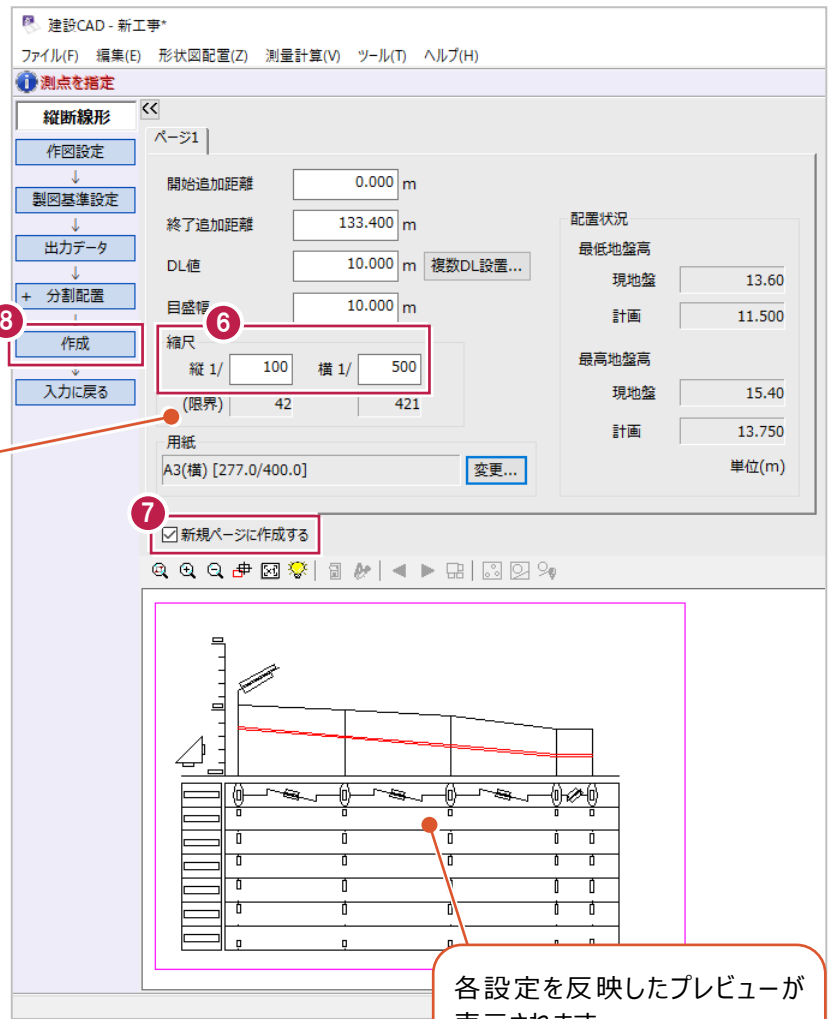 建設CAD - 新工事*
ファイル(F) 編集(E) 形状図配置(Z) 測量計算(V) ツール(T) ヘルプ(H)
測点を指定
縦断線形
作図設定
↓
製図基準設定
↓
出力データ
↓
+ 分割配置
↓
8
作成
↓
入力に戻る
<<
ページ1
開始追加距離 0.000 m
終了追加距離 133.400 m
DL値 10.000 m 複数DL設置...
目盛幅 10.000 m
6
縮尺
縦 1/ 100 横 1/ 500
(限界) 42 421
用紙
A3(横) [277.0/400.0] 変更...
配置状況
最低地盤高
現地盤 13.60
計画 11.500
最高地盤高
現地盤 15.40
計画 13.750
単位(m)
7
新規ページに作成する
各設定を反映したプレビューが